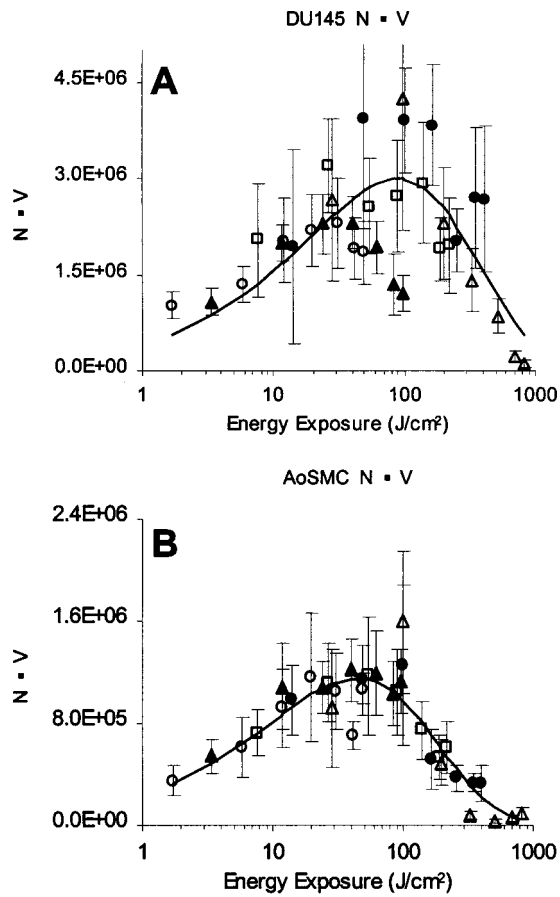 DU145 N ▪ V
A
4.5E+06
3.0E+06
1.5E+06
0.0E+00
N ▪ V
1 10 100 1000
Energy Exposure (J/cm²)
AoSMC N ▪ V
B
2.4E+06
1.6E+06
8.0E+05
0.0E+00
N ▪ V
1 10 100 1000
Energy Exposure (J/cm²)